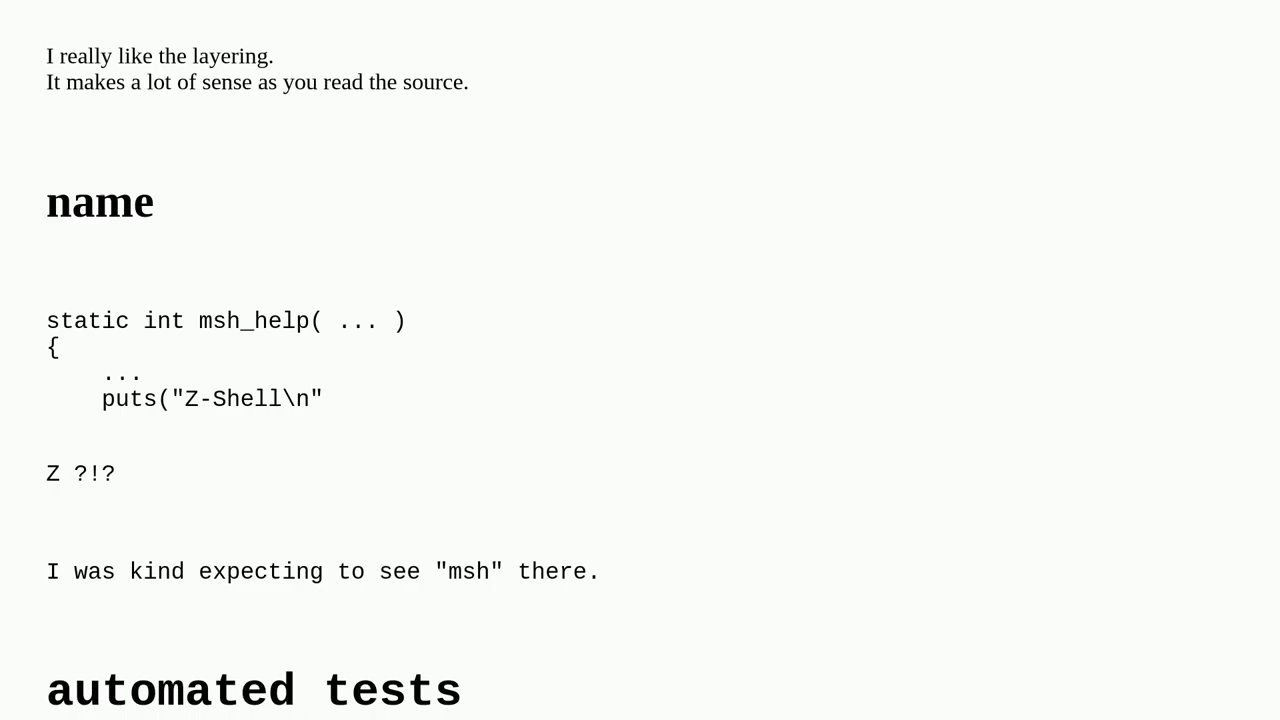 I really like the layering.
It makes a lot of sense as you read the source.
name
static int msh_help( ... )
{
    ...
    puts("Z-Shell\n"
Z ?!?
I was kind expecting to see "msh" there.
automated tests